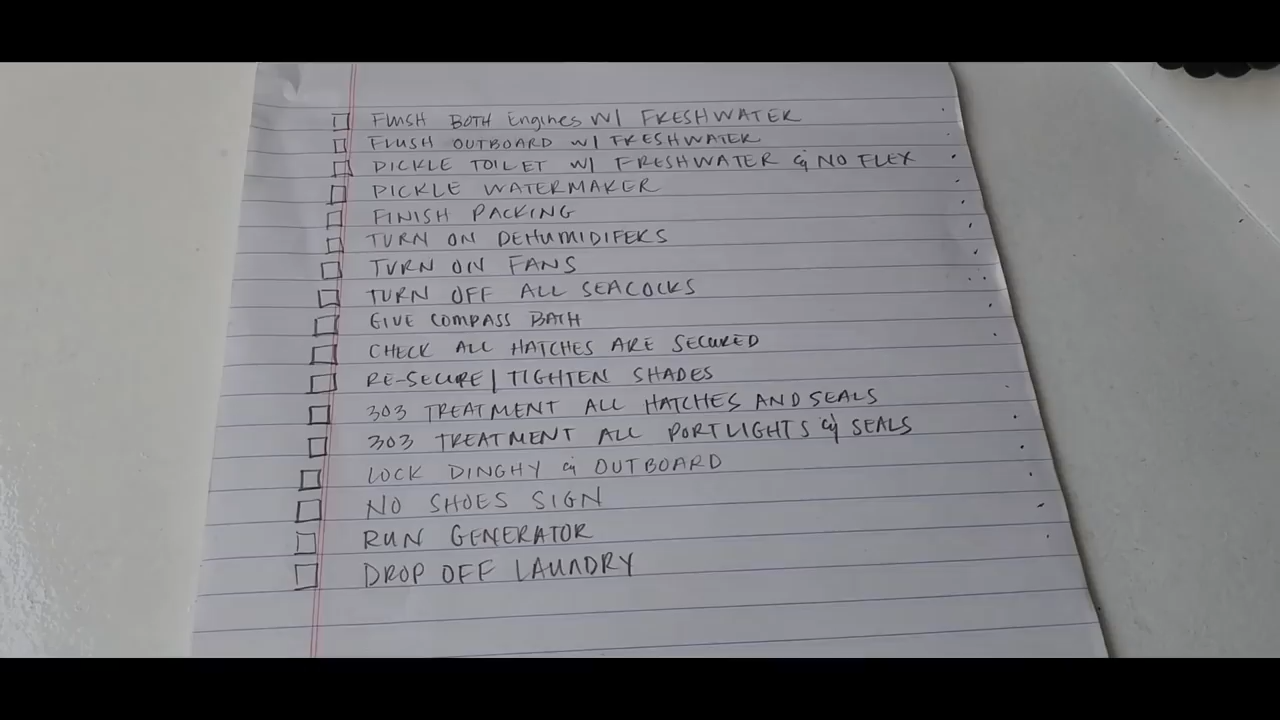 FLUSH BOTH Engines W/ FRESHWATER
FLUSH OUTBOARD W/ FRESHWATER
PICKLE TOILET W/ FRESHWATER & NO FLEX
PICKLE WATERMAKER
FINISH PACKING
TURN ON DEHUMIDIFERS
TURN ON FANS
TURN OFF ALL SEACOCKS
GIVE COMPASS BATH
CHECK ALL HATCHES ARE SECURED
RE-SECURE/TIGHTEN SHADES
303 TREATMENT ALL HATCHES AND SEALS
303 TREATMENT ALL PORTLIGHTS & SEALS
LOCK DINGHY & OUTBOARD
NO SHOES SIGN
RUN GENERATOR
DROP OFF LAUNDRY